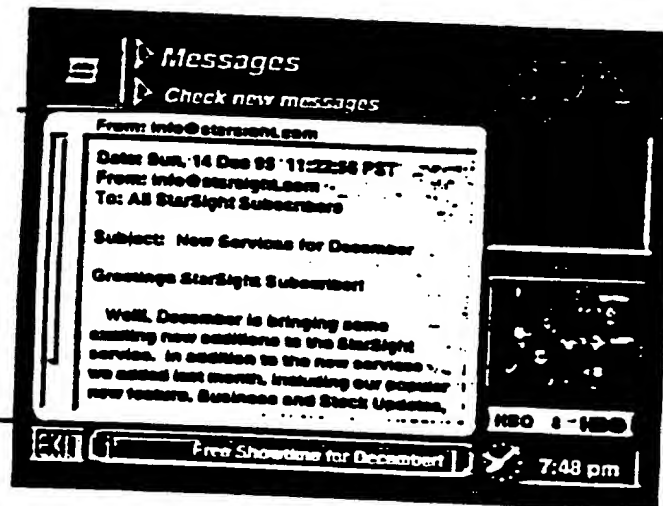 Messages
Check new messages
From: info@starsight.com
Date: Sun, 14 Dec 95 11:22:56 PST
From: info@starsight.com
To: All StarSight Subscribers
Subject: New Services for December
Greetings StarSight Subscriber!
Well, December is bringing some
exciting new additions to the StarSight
service. In addition to the new services
we added last month, including our popular
new feature, Business and Stock Updates,
HBO HBO
EXIT Free Showtime for December! 7:48 pm